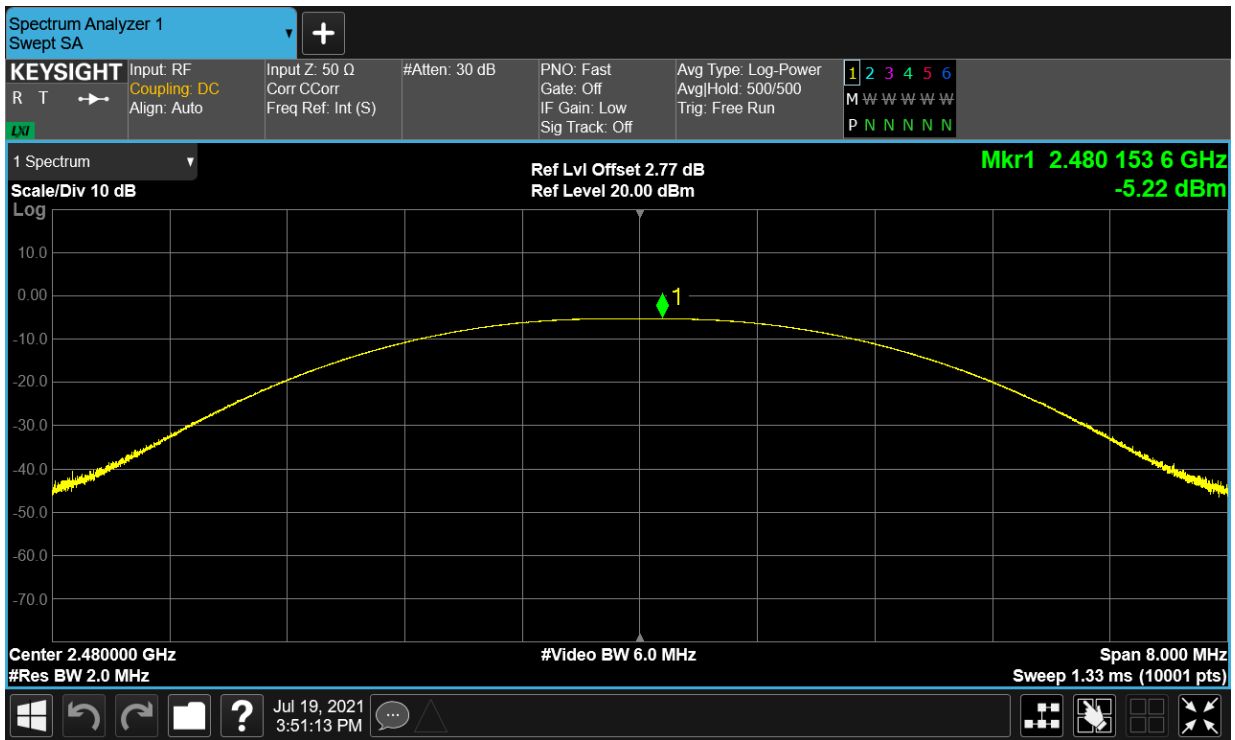 Spectrum Analyzer 1
Swept SA
+
KEYSIGHT
R T
LXI
Input: RF
Coupling: DC
Align: Auto
Input Z: 50 Ω
Corr CCorr
Freq Ref: Int (S)
#Atten: 30 dB
PNO: Fast
Gate: Off
IF Gain: Low
Sig Track: Off
Avg Type: Log-Power
Avg|Hold: 500/500
Trig: Free Run
1 2 3 4 5 6
M W W W W W
P N N N N N
1 Spectrum
Scale/Div 10 dB
Log
Ref Lvl Offset 2.77 dB
Ref Level 20.00 dBm
Mkr1 2.480 153 6 GHz
-5.22 dBm
10.0
0.00
-10.0
-20.0
-30.0
-40.0
-50.0
-60.0
-70.0
1
Center 2.480000 GHz
#Res BW 2.0 MHz
#Video BW 6.0 MHz
Span 8.000 MHz
Sweep 1.33 ms (10001 pts)
?
Jul 19, 2021
3:51:13 PM